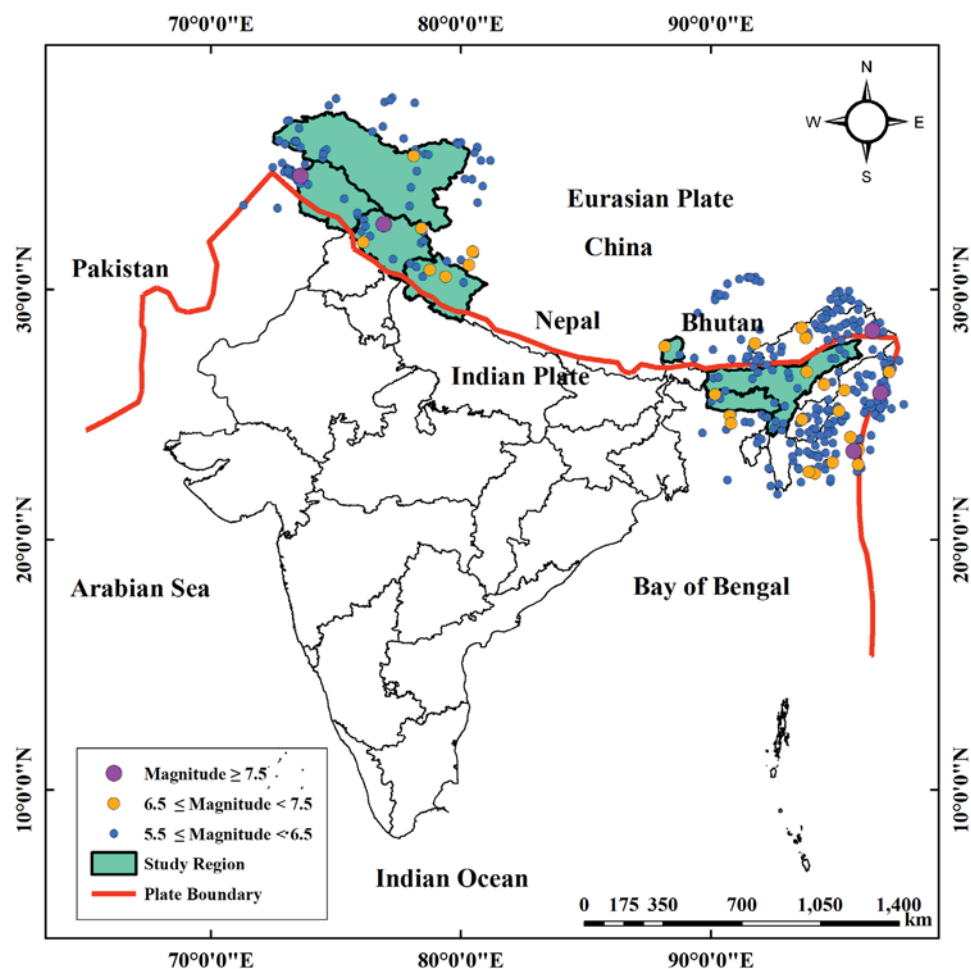 70°0'0"E 80°0'0"E 90°0'0"E
N
W E
S
Eurasian Plate
China
Pakistan
30°0'0"N
30°0'0"N
Nepal
Bhutan
Indian Plate
20°0'0"N
20°0'0"N
Arabian Sea
Bay of Bengal
10°0'0"N
10°0'0"N
Magnitude ≥ 7.5
6.5 ≤ Magnitude < 7.5
5.5 ≤ Magnitude < 6.5
Study Region
Plate Boundary
Indian Ocean
0 175 350 700 1,050 1,400
km
70°0'0"E 80°0'0"E 90°0'0"E